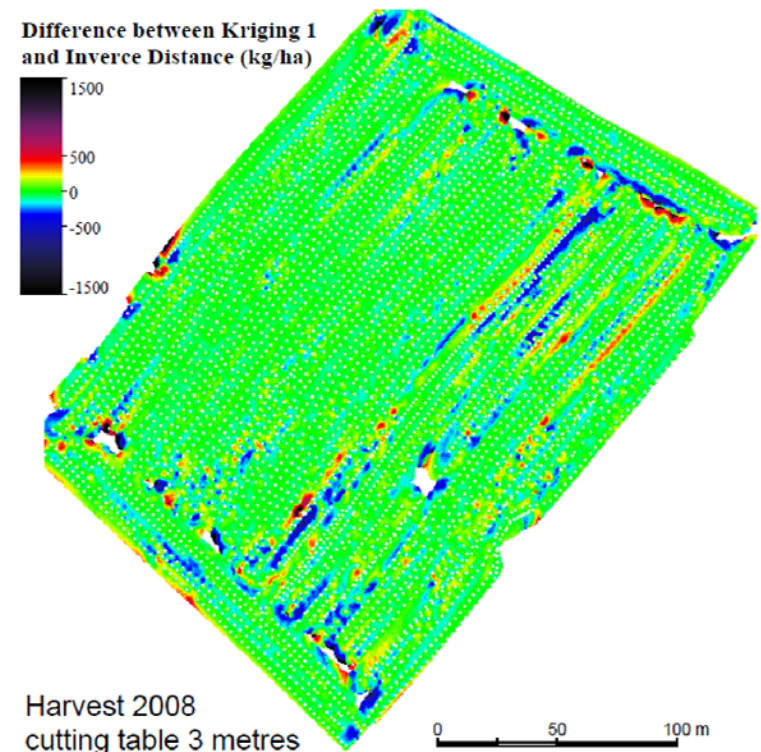 Difference between Kriging 1
and Inverce Distance (kg/ha)
1500
500
0
-500
-1500
Harvest 2008
cutting table 3 metres
0 50 100 m